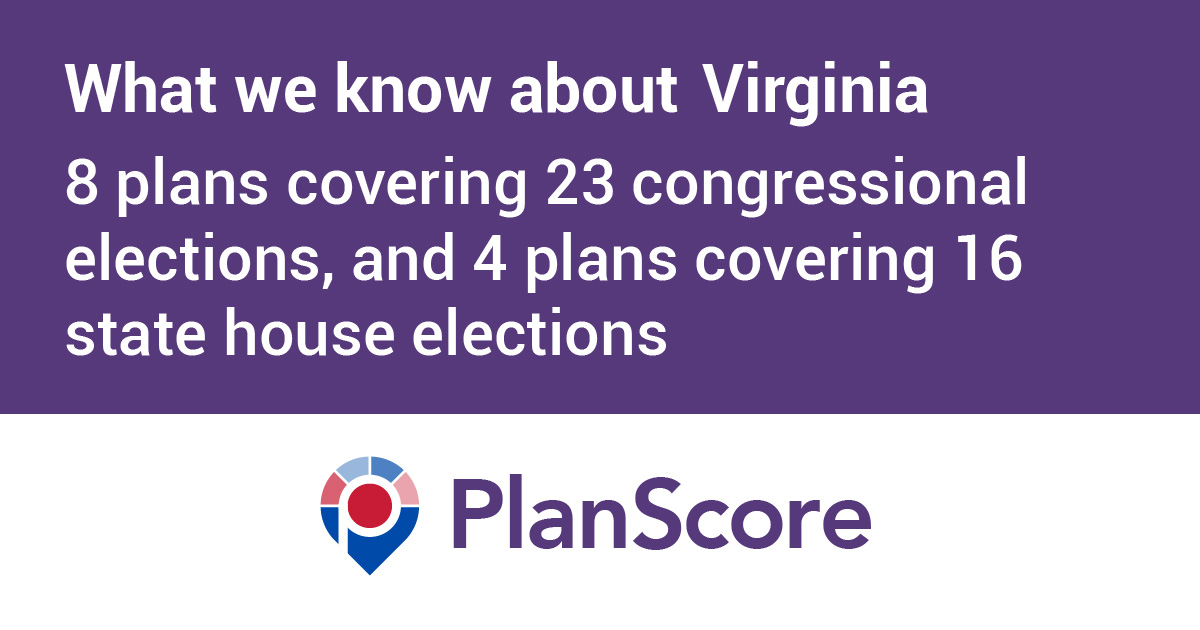 What we know about Virginia
8 plans covering 23 congressional
elections, and 4 plans covering 16
state house elections
PlanScore